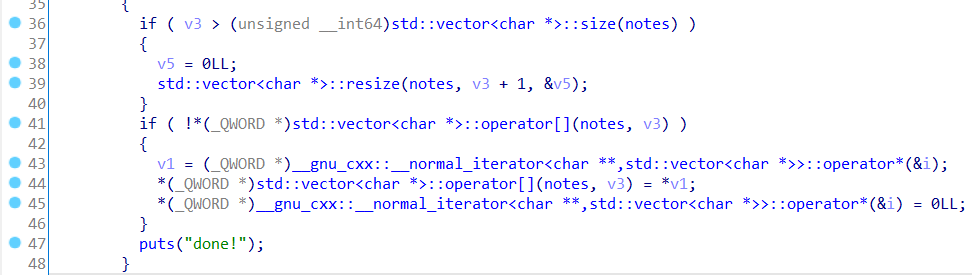 35 {
36 if ( v3 > (unsigned __int64)std::vector<char *>::size(notes) )
37 {
38 v5 = 0LL;
39 std::vector<char *>::resize(notes, v3 + 1, &v5);
40 }
41 if ( !*(_QWORD *)std::vector<char *>::operator[](notes, v3) )
42 {
43 v1 = (_QWORD *)__gnu_cxx::__normal_iterator<char **,std::vector<char *>>::operator*(&i);
44 *(_QWORD *)std::vector<char *>::operator[](notes, v3) = *v1;
45 *(_QWORD *)__gnu_cxx::__normal_iterator<char **,std::vector<char *>>::operator*(&i) = 0LL;
46 }
47 puts("done!");
48 }